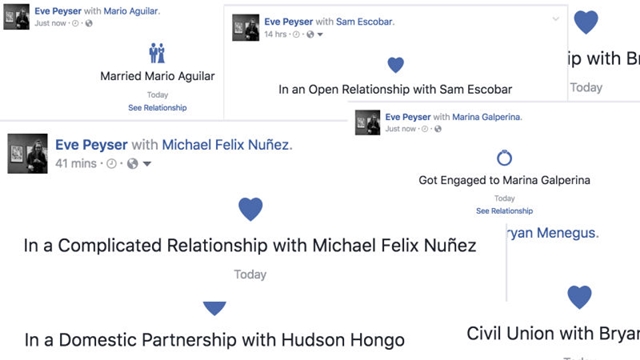 Eve Peyser with Mario Aguilar.
Just now
Married Mario Aguilar
Today
See Relationship
Eve Peyser with Sam Escobar.
14 hrs
In an Open Relationship with Sam Escobar
ip with Br
Today
Eve Peyser with Michael Felix Nuñez.
41 mins
In a Complicated Relationship with Michael Felix Nuñez
Today
Eve Peyser with Marina Galperina.
Just now
Got Engaged to Marina Galperina
Today
See Relationship
ryan Menegus.
In a Domestic Partnership with Hudson Hongo
Civil Union with Bryan